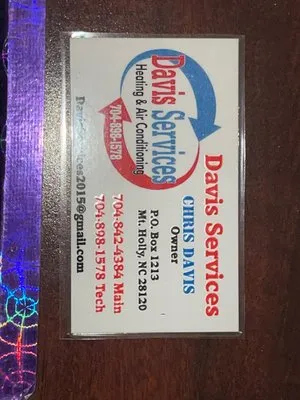 Davis Services
Heating & Air Conditioning
704-898-1578
Davis Services
CHRIS DAVIS
Owner
P.O. Box 1213
Mt. Holly, NC 28120
704-842-4384 Main
704-898-1578 Tech